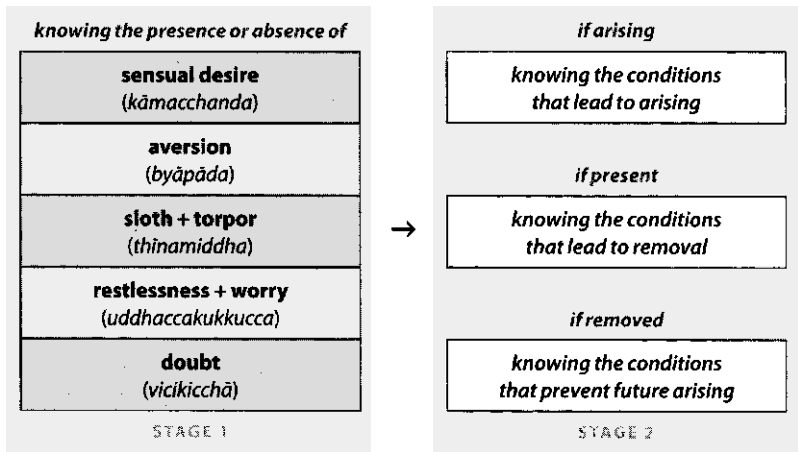 knowing the presence or absence of
sensual desire
(kāmacchanda)
aversion
(byāpāda)
sloth + torpor
(thīnamiddha)
restlessness + worry
(uddhaccakukkucca)
doubt
(vicikicchā)
STAGE 1
→
if arising
knowing the conditions
that lead to arising
if present
knowing the conditions
that lead to removal
if removed
knowing the conditions
that prevent future arising
STAGE 2